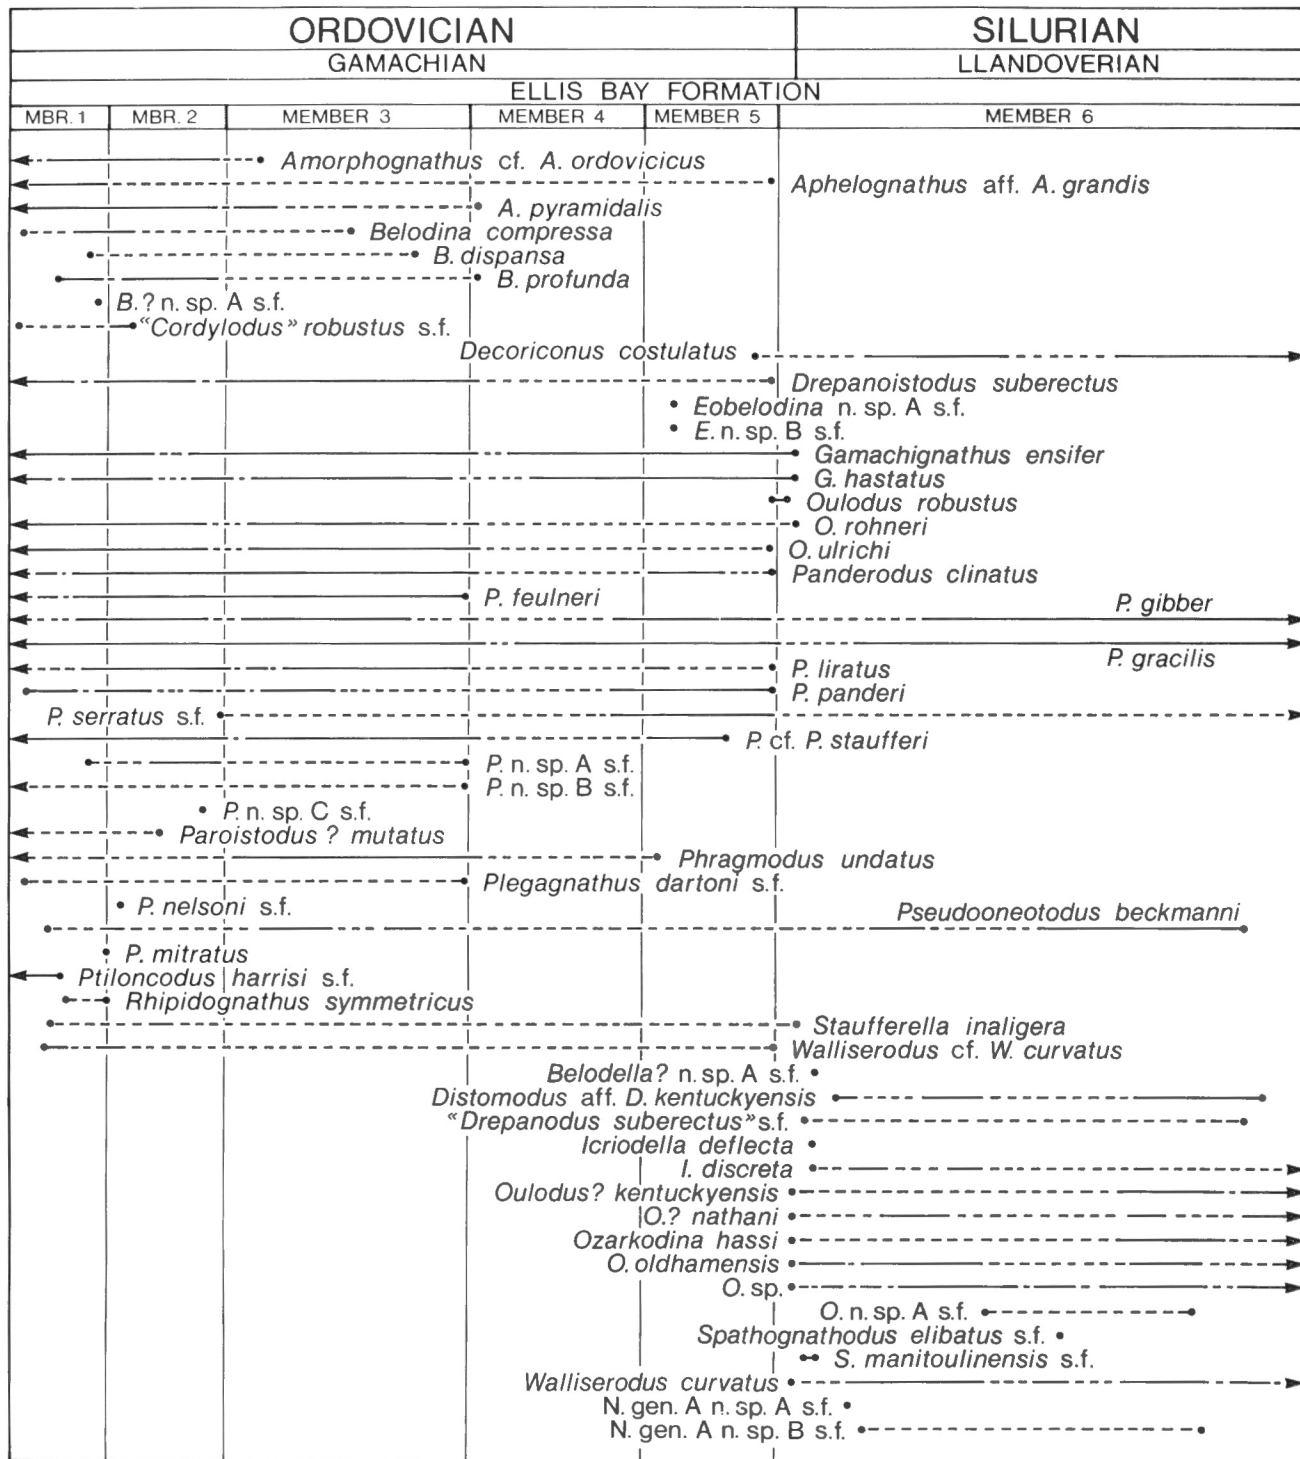 ORDOVICIAN SILURIAN
GAMACHIAN LLANDOVERIAN
ELLIS BAY FORMATION
MBR. 1 MBR. 2 MEMBER 3 MEMBER 4 MEMBER 5 MEMBER 6
Amorphognathus cf. A. ordovicicus
Aphelognathus aff. A. grandis
A. pyramidalis
Belodina compressa
B. dispansa
B. profunda
B. ? n. sp. A s.f.
«Cordylodus» robustus s.f.
Decoriconus costulatus
Drepanoistodus suberectus
Eobelodina n. sp. A s.f.
E. n. sp. B s.f.
Gamachignathus ensifer
G. hastatus
Oulodus robustus
O. rohneri
O. ulrichi
Panderodus clinatus
P. feulneri
P. gibber
P. gracilis
P. liratus
P. panderi
P. serratus s.f.
P. cf. P. staufferi
P. n. sp. A s.f.
P. n. sp. B s.f.
P. n. sp. C s.f.
Paroistodus ? mutatus
Phragmodus undatus
Plegagnathus dartoni s.f.
P. nelsoni s.f.
Pseudooneotodus beckmanni
P. mitratus
Ptiloncodus harrisi s.f.
Rhipidognathus symmetricus
Staufferella inaligera
Walliserodus cf. W. curvatus
Belodella? n. sp. A s.f.
Distomodus aff. D. kentuckyensis
«Drepanodus suberectus» s.f.
Icriodella deflecta
I. discreta
Oulodus? kentuckyensis
O.? nathani
Ozarkodina hassi
O. oldhamensis
O. sp.
O. n. sp. A s.f.
Spathognathodus elibatus s.f.
S. manitoulinensis s.f.
Walliserodus curvatus
N. gen. A n. sp. A s.f.
N. gen. A n. sp. B s.f.